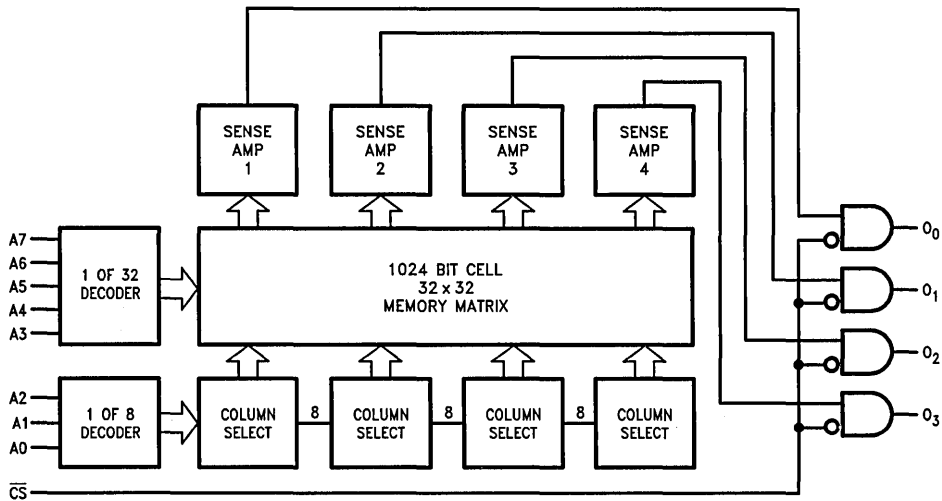 SENSE
AMP
1
SENSE
AMP
2
SENSE
AMP
3
SENSE
AMP
4
A7
A6
A5
A4
A3
1 OF 32
DECODER
1024 BIT CELL
32 x 32
MEMORY MATRIX
O₀
O₁
O₂
O₃
A2
A1
A0
1 OF 8
DECODER
COLUMN
SELECT
8
COLUMN
SELECT
8
COLUMN
SELECT
8
COLUMN
SELECT
C̅S̅